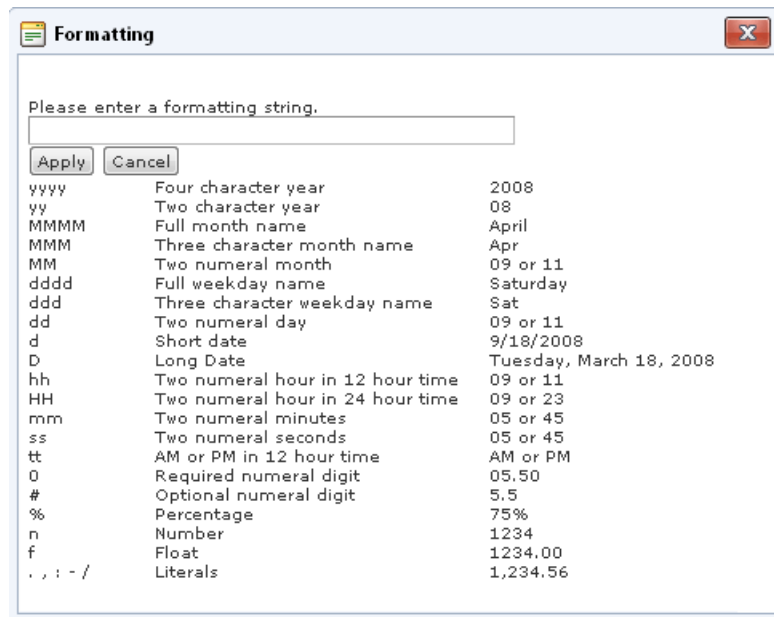 Formatting
Please enter a formatting string.
Apply Cancel
yyyy Four character year 2008
yy Two character year 08
MMMM Full month name April
MMM Three character month name Apr
MM Two numeral month 09 or 11
dddd Full weekday name Saturday
ddd Three character weekday name Sat
dd Two numeral day 09 or 11
d Short date 9/18/2008
D Long Date Tuesday, March 18, 2008
hh Two numeral hour in 12 hour time 09 or 11
HH Two numeral hour in 24 hour time 09 or 23
mm Two numeral minutes 05 or 45
ss Two numeral seconds 05 or 45
tt AM or PM in 12 hour time AM or PM
0 Required numeral digit 05.50
# Optional numeral digit 5.5
% Percentage 75%
n Number 1234
f Float 1234.00
. , : - / Literals 1,234.56